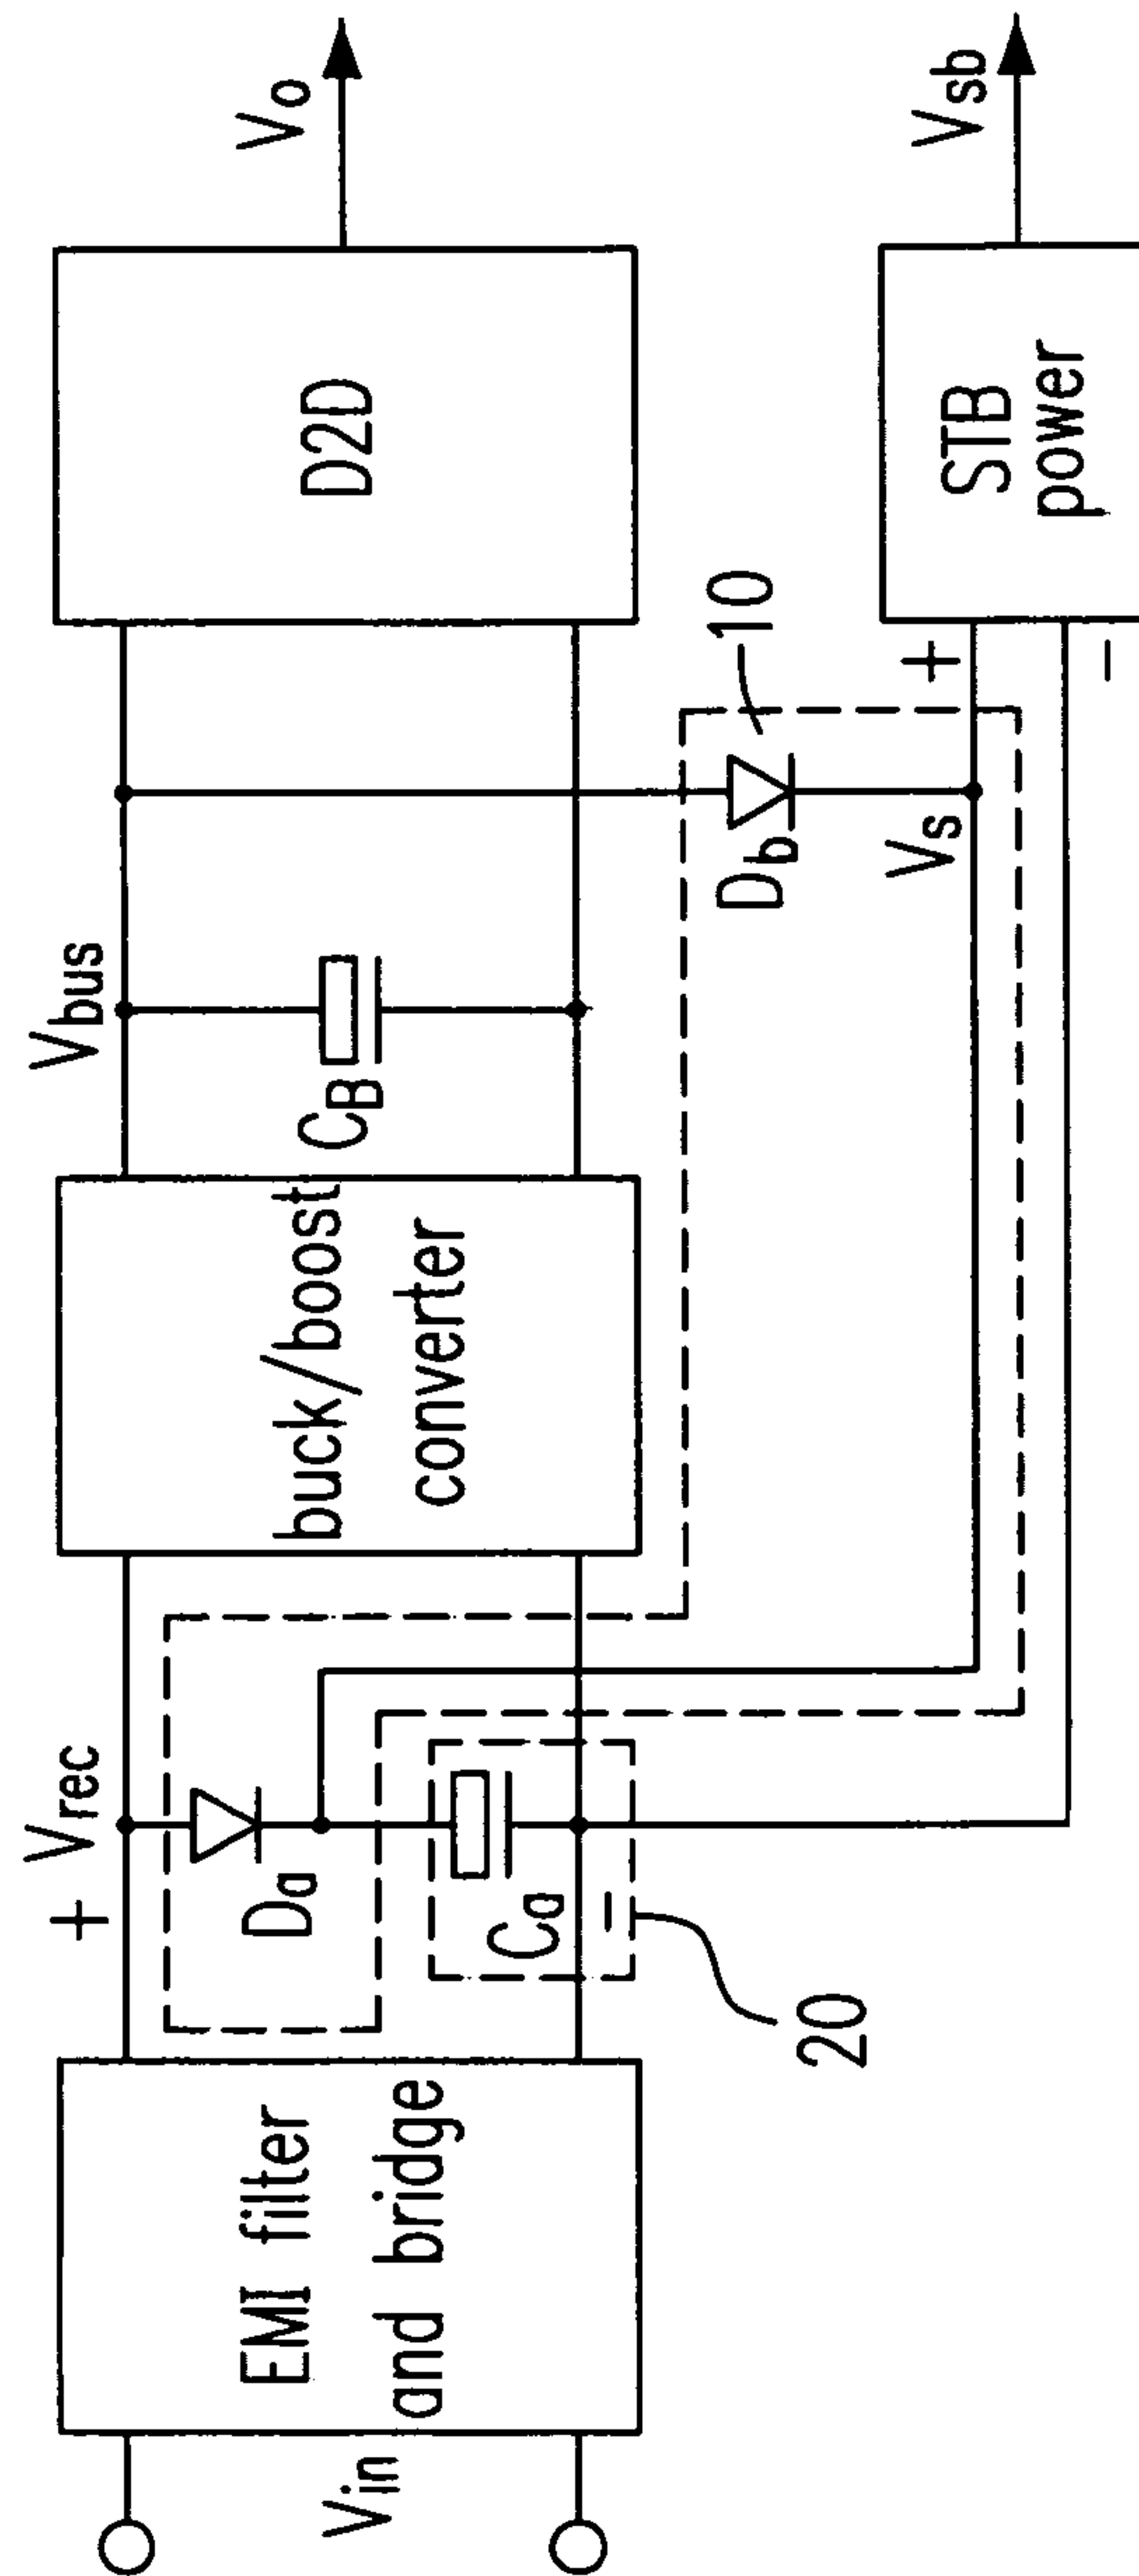 Vin
EMI filter
and bridge
+
Vrec
Da
Ca
-
20
buck/boost
converter
Vbus
CB
Db
10
Vs
D2D
Vo
+
-
STB
power
Vsb